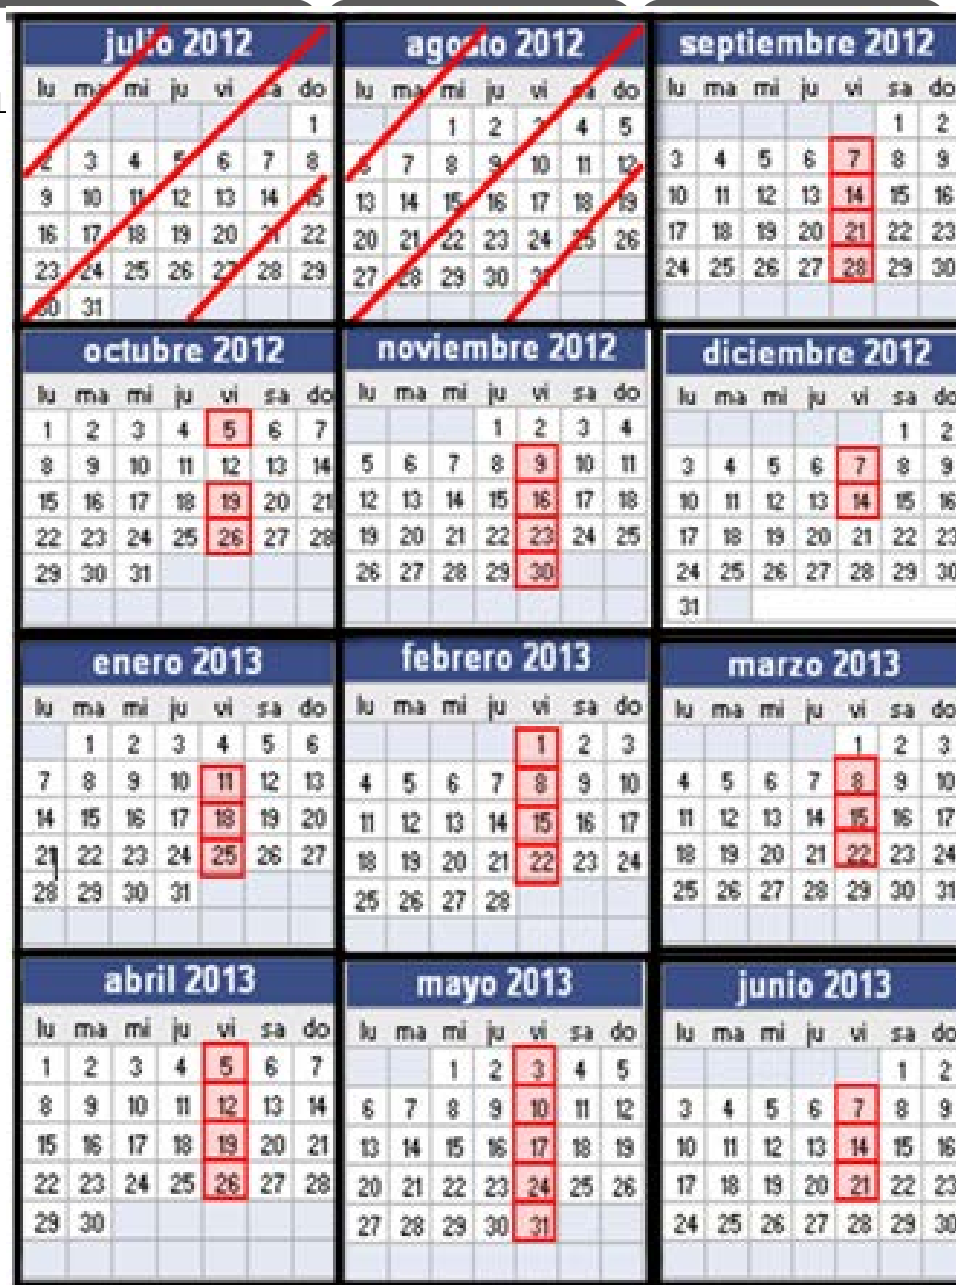 julio 2012
lu ma mi ju vi sa do
1
2 3 4 5 6 7 8
9 10 11 12 13 14 15
16 17 18 19 20 21 22
23 24 25 26 27 28 29
30 31
agosto 2012
lu ma mi ju vi sa do
1 2 3 4 5
6 7 8 9 10 11 12
13 14 15 16 17 18 19
20 21 22 23 24 25 26
27 28 29 30 31
septiembre 2012
lu ma mi ju vi sa do
1 2
3 4 5 6 7 8 9
10 11 12 13 14 15 16
17 18 19 20 21 22 23
24 25 26 27 28 29 30
octubre 2012
lu ma mi ju vi sa do
1 2 3 4 5 6 7
8 9 10 11 12 13 14
15 16 17 18 19 20 21
22 23 24 25 26 27 28
29 30 31
noviembre 2012
lu ma mi ju vi sa do
1 2 3 4
5 6 7 8 9 10 11
12 13 14 15 16 17 18
19 20 21 22 23 24 25
26 27 28 29 30
diciembre 2012
lu ma mi ju vi sa do
1 2
3 4 5 6 7 8 9
10 11 12 13 14 15 16
17 18 19 20 21 22 23
24 25 26 27 28 29 30
31
enero 2013
lu ma mi ju vi sa do
1 2 3 4 5 6
7 8 9 10 11 12 13
14 15 16 17 18 19 20
21 22 23 24 25 26 27
28 29 30 31
febrero 2013
lu ma mi ju vi sa do
1 2 3
4 5 6 7 8 9 10
11 12 13 14 15 16 17
18 19 20 21 22 23 24
25 26 27 28
marzo 2013
lu ma mi ju vi sa do
1 2 3
4 5 6 7 8 9 10
11 12 13 14 15 16 17
18 19 20 21 22 23 24
25 26 27 28 29 30 31
abril 2013
lu ma mi ju vi sa do
1 2 3 4 5 6 7
8 9 10 11 12 13 14
15 16 17 18 19 20 21
22 23 24 25 26 27 28
29 30
mayo 2013
lu ma mi ju vi sa do
1 2 3 4 5
6 7 8 9 10 11 12
13 14 15 16 17 18 19
20 21 22 23 24 25 26
27 28 29 30 31
junio 2013
lu ma mi ju vi sa do
1 2
3 4 5 6 7 8 9
10 11 12 13 14 15 16
17 18 19 20 21 22 23
24 25 26 27 28 29 30